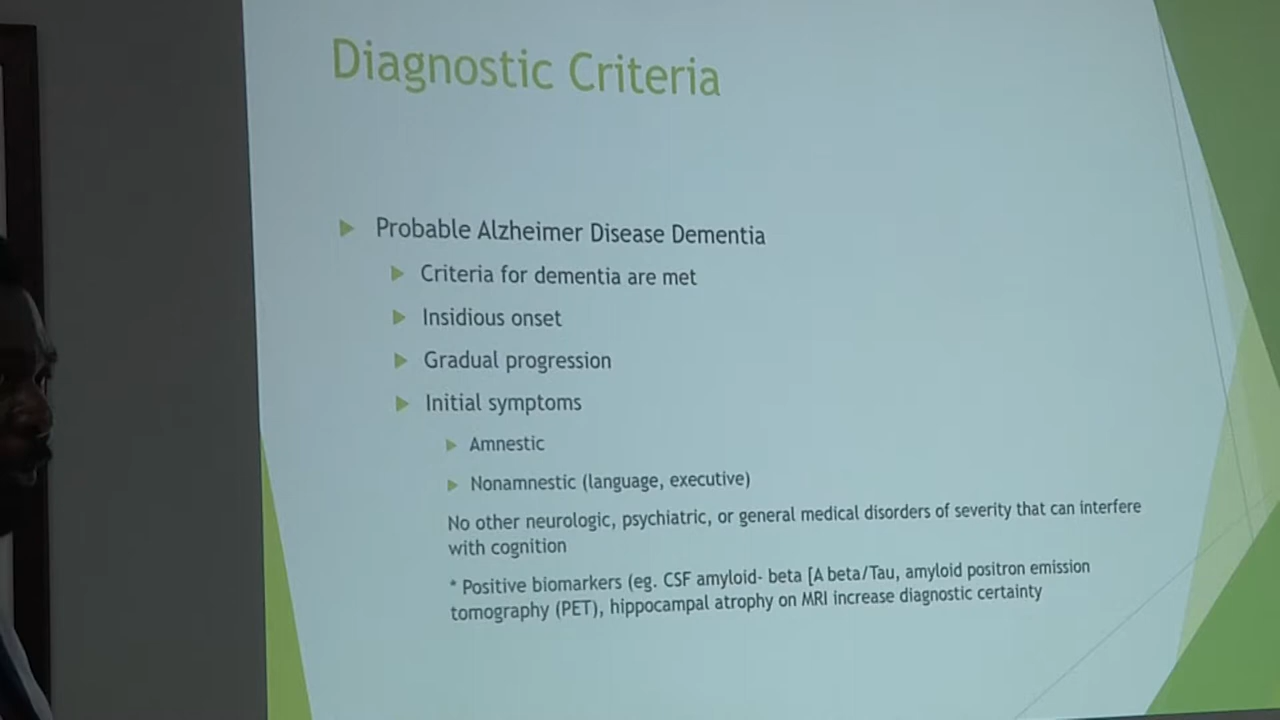 Diagnostic Criteria
Probable Alzheimer Disease Dementia
Criteria for dementia are met
Insidious onset
Gradual progression
Initial symptoms
Amnestic
Nonamnestic (language, executive)
No other neurologic, psychiatric, or general medical disorders of severity that can interfere
with cognition
* Positive biomarkers (eg. CSF amyloid- beta [A beta/Tau, amyloid positron emission
tomography (PET), hippocampal atrophy on MRI increase diagnostic certainty